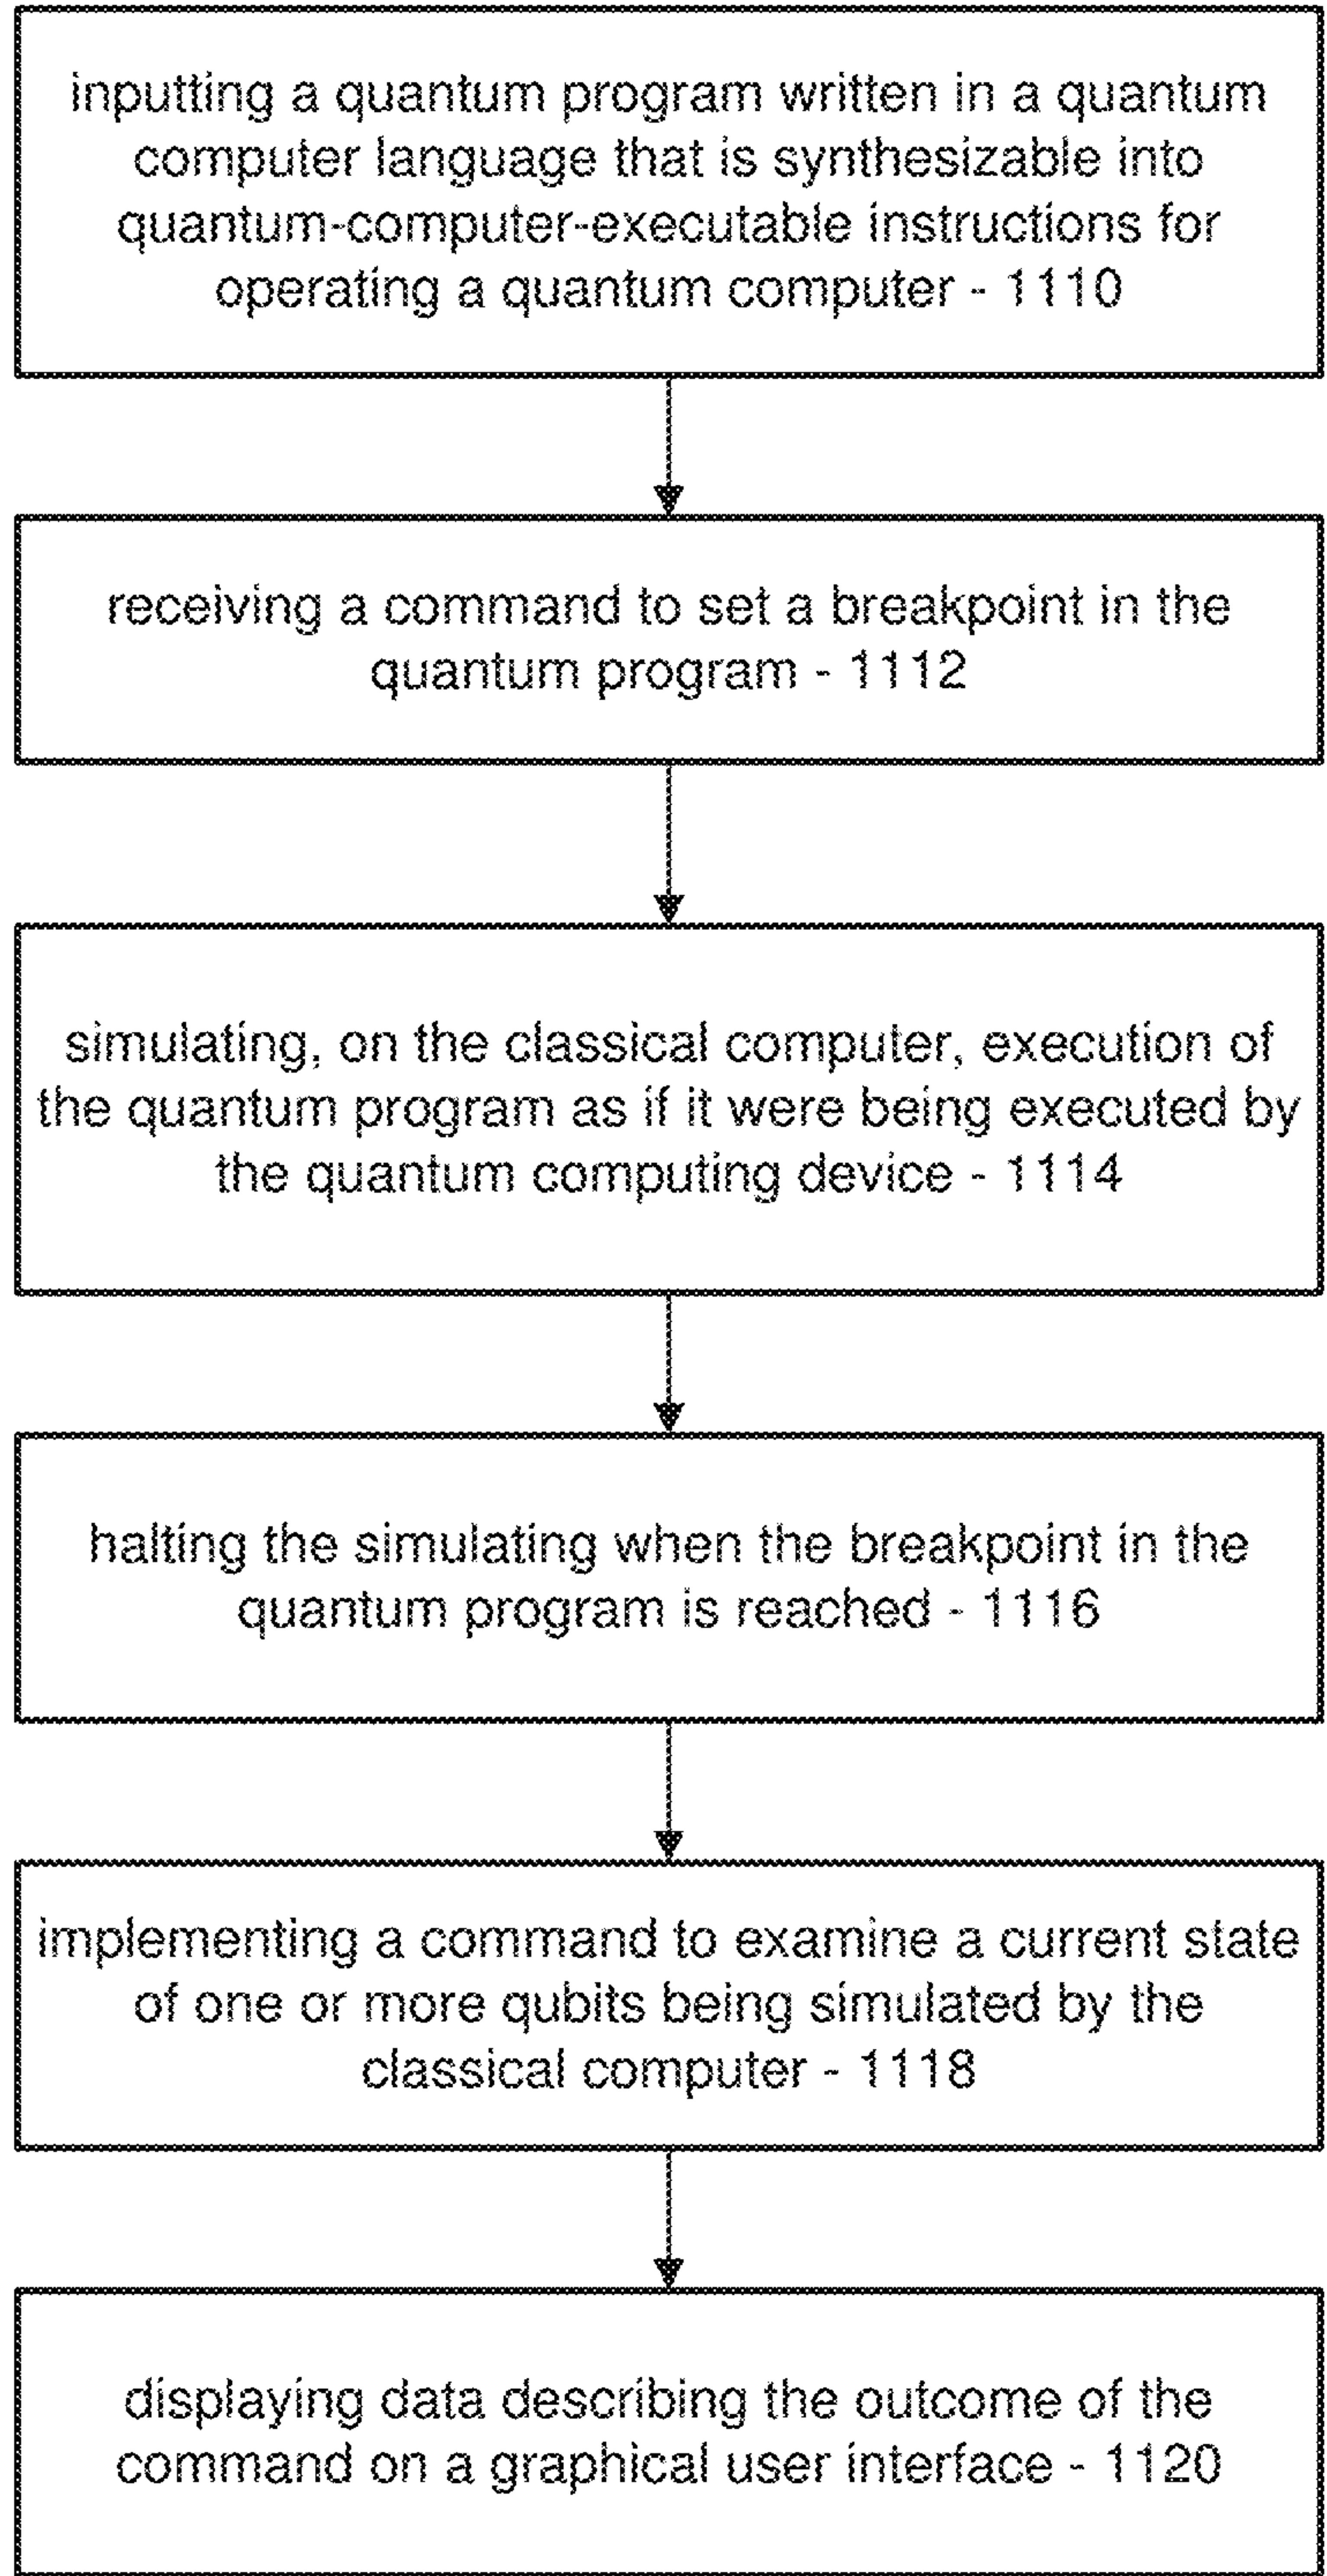 inputting a quantum program written in a quantum
computer language that is synthesizable into
quantum-computer-executable instructions for
operating a quantum computer - 1110
receiving a command to set a breakpoint in the
quantum program - 1112
simulating, on the classical computer, execution of
the quantum program as if it were being executed by
the quantum computing device - 1114
halting the simulating when the breakpoint in the
quantum program is reached - 1116
implementing a command to examine a current state
of one or more qubits being simulated by the
classical computer - 1118
displaying data describing the outcome of the
command on a graphical user interface - 1120